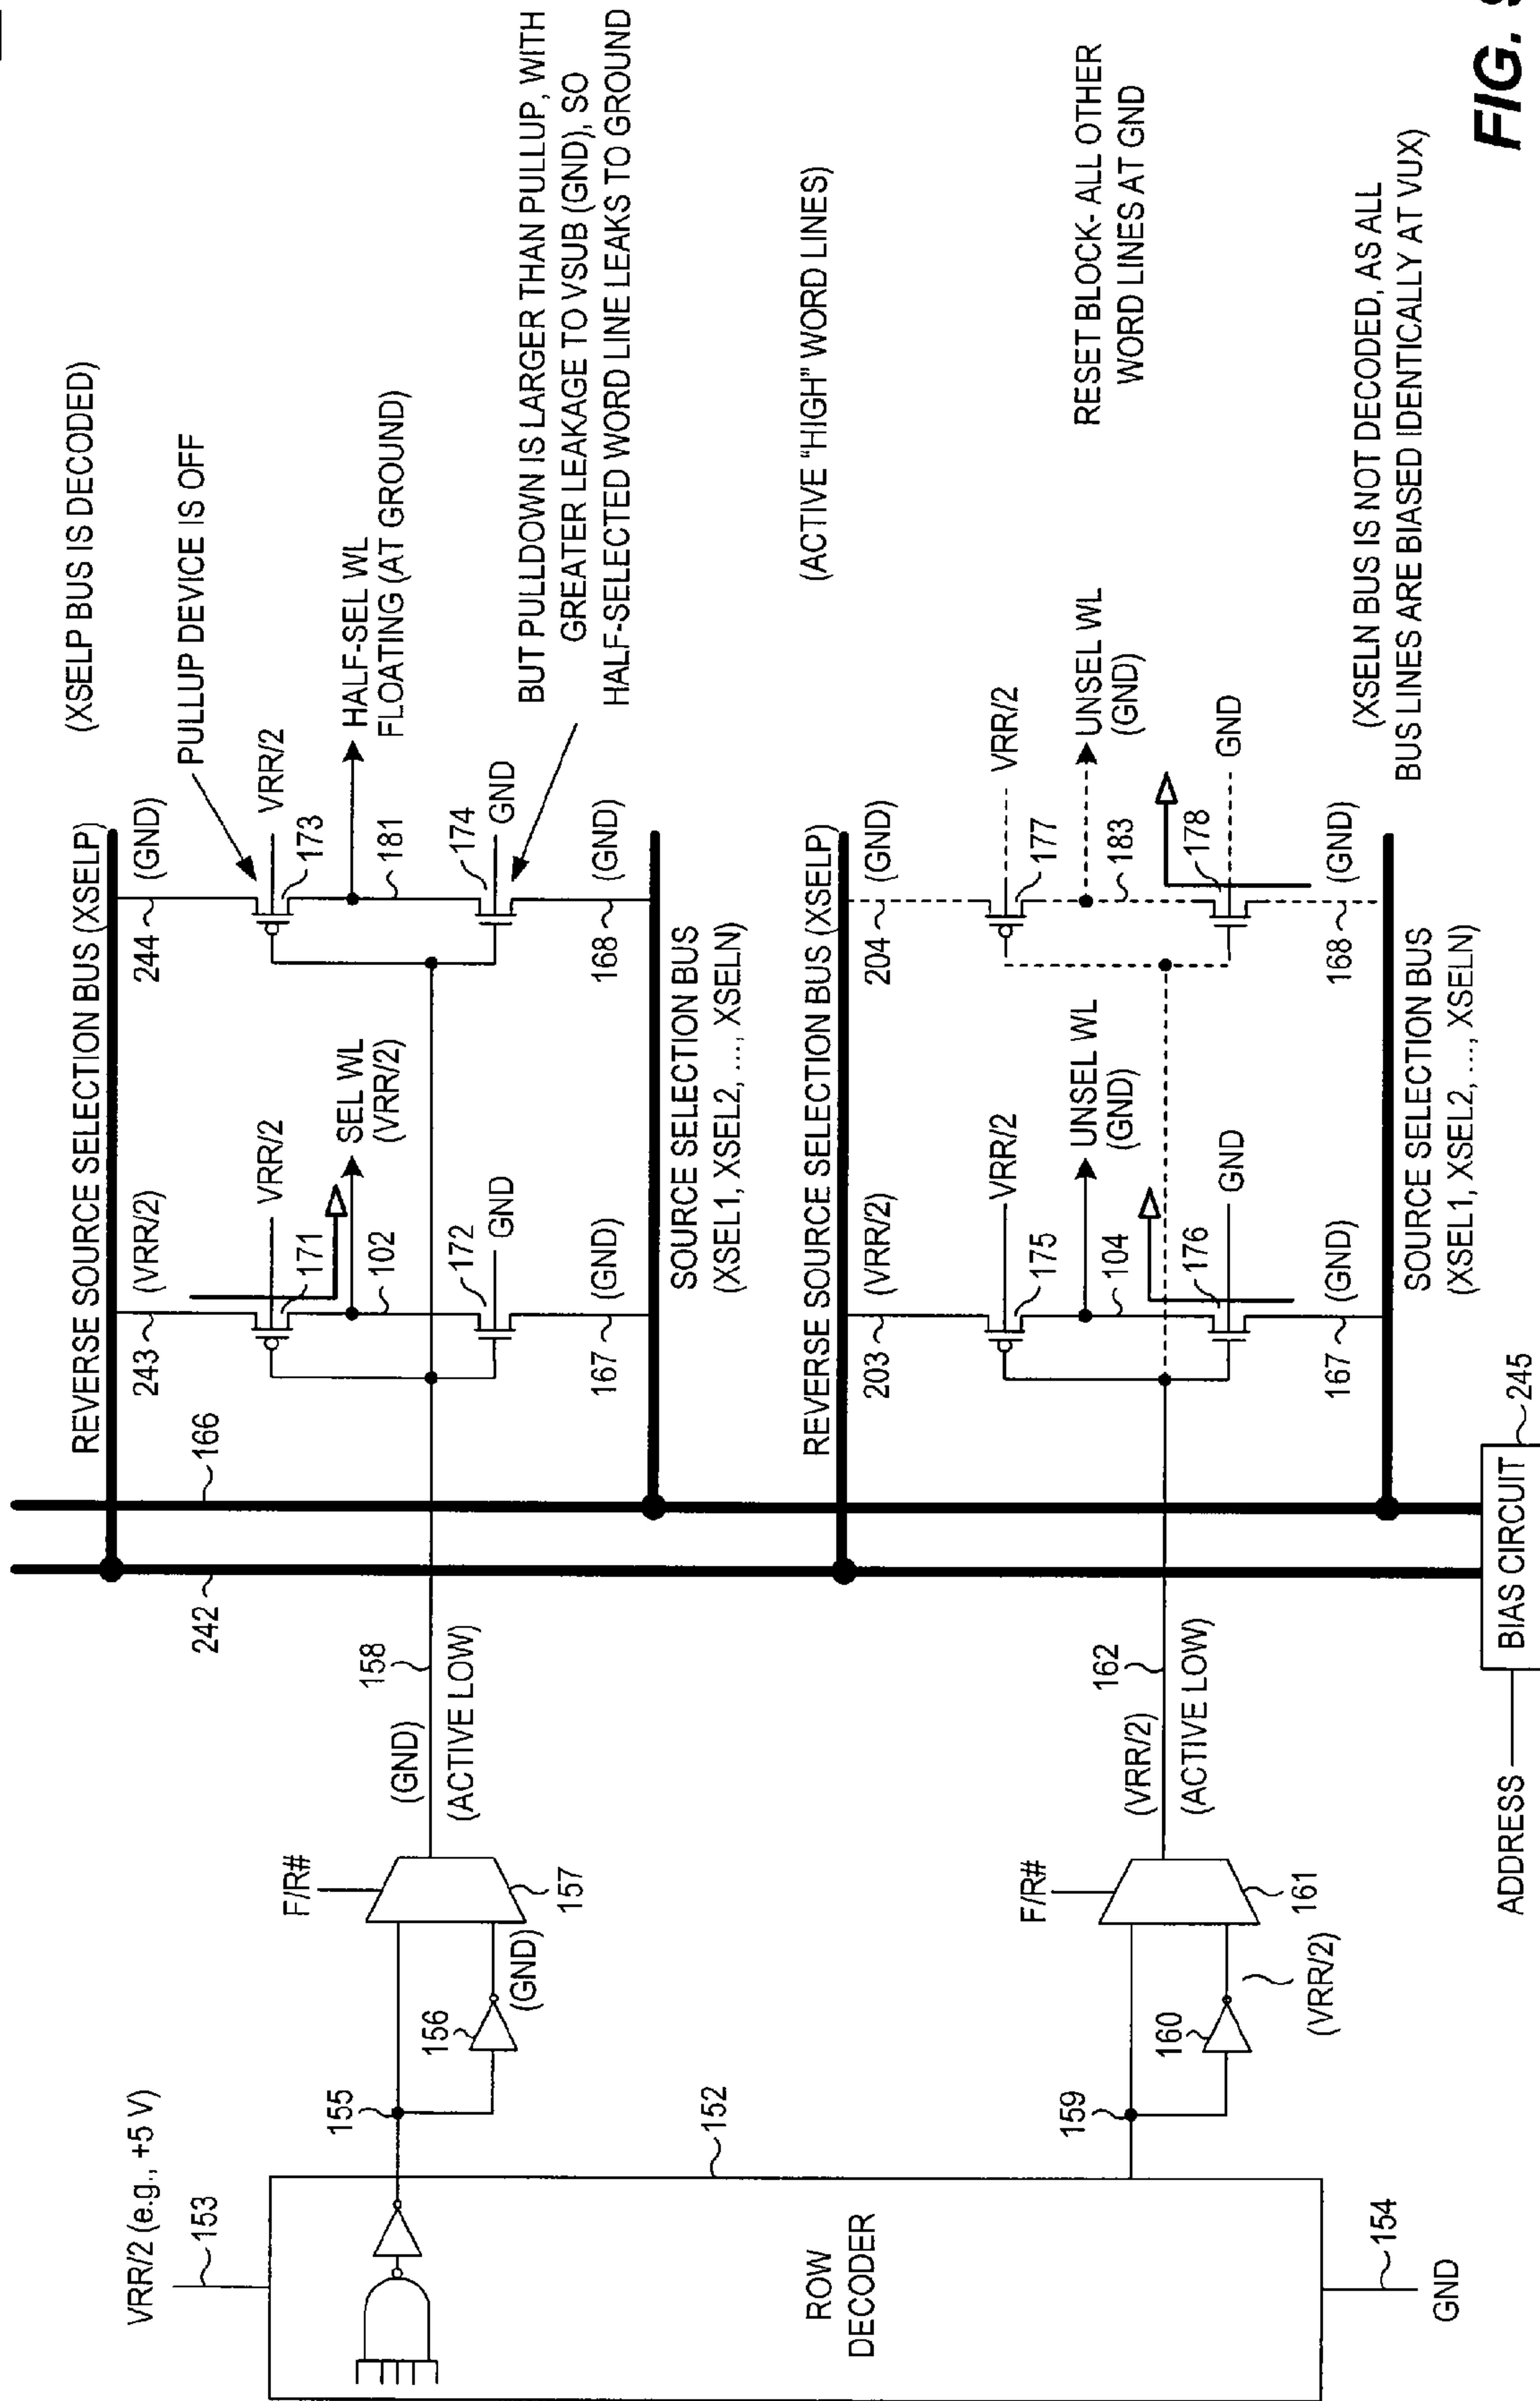 (XSELP BUS IS DECODED)
PULLUP DEVICE IS OFF
REVERSE SOURCE SELECTION BUS (XSELP)
VRR/2 (e.g., +5 V)
153
242
166
243
(VRR/2)
244
(GND)
VRR/2
171
VRR/2
173
SEL WL
(VRR/2)
HALF-SEL WL
FLOATING (AT GROUND)
102
181
F/R#
155
156
(GND)
157
(GND)
158
(ACTIVE LOW)
172
GND
174
GND
167
(GND)
168
(GND)
BUT PULLDOWN IS LARGER THAN PULLUP, WITH
GREATER LEAKAGE TO VSUB (GND), SO
HALF-SELECTED WORD LINE LEAKS TO GROUND
SOURCE SELECTION BUS
(XSEL1, XSEL2, ..., XSELN)
152
ROW
DECODER
(ACTIVE "HIGH" WORD LINES)
REVERSE SOURCE SELECTION BUS (XSELP)
203
(VRR/2)
204
(GND)
VRR/2
175
VRR/2
177
UNSEL WL
(GND)
UNSEL WL
(GND)
104
183
RESET BLOCK- ALL OTHER
WORD LINES AT GND
F/R#
159
160
161
(VRR/2)
(VRR/2)
162
(ACTIVE LOW)
176
GND
178
GND
167
(GND)
168
(GND)
SOURCE SELECTION BUS
(XSEL1, XSEL2, ..., XSELN)
(XSELN BUS IS NOT DECODED, AS ALL
BUS LINES ARE BIASED IDENTICALLY AT VUX)
154
GND
ADDRESS
BIAS CIRCUIT
245
FIG.